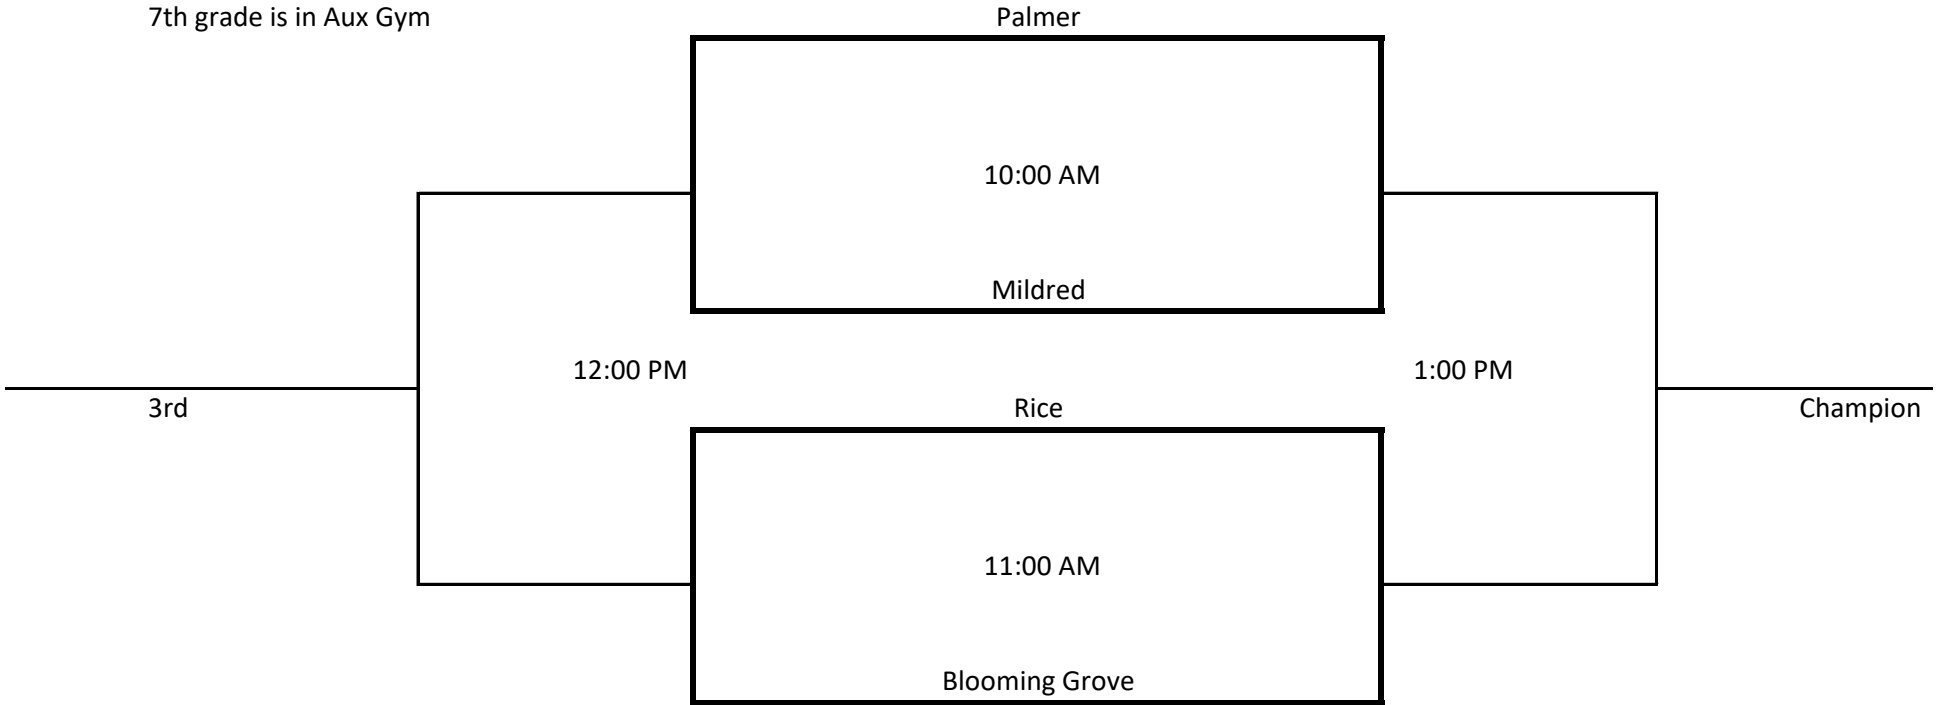 7th grade is in Aux Gym
Palmer
10:00 AM
Mildred
12:00 PM
1:00 PM
3rd
Rice
Champion
11:00 AM
Blooming Grove